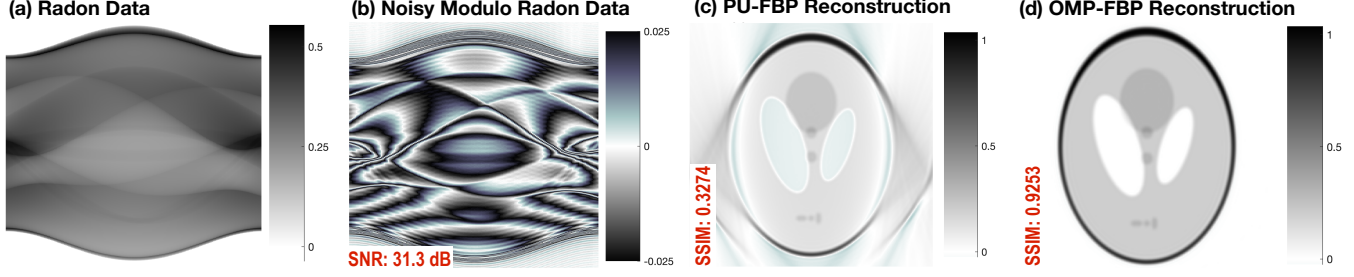 (a) Radon Data
0.5
0.25
0
(b) Noisy Modulo Radon Data
0.025
0
-0.025
SNR: 31.3 dB
(c) PU-FBP Reconstruction
1
0.5
0
SSIM: 0.3274
(d) OMP-FBP Reconstruction
1
0.5
0
SSIM: 0.9253